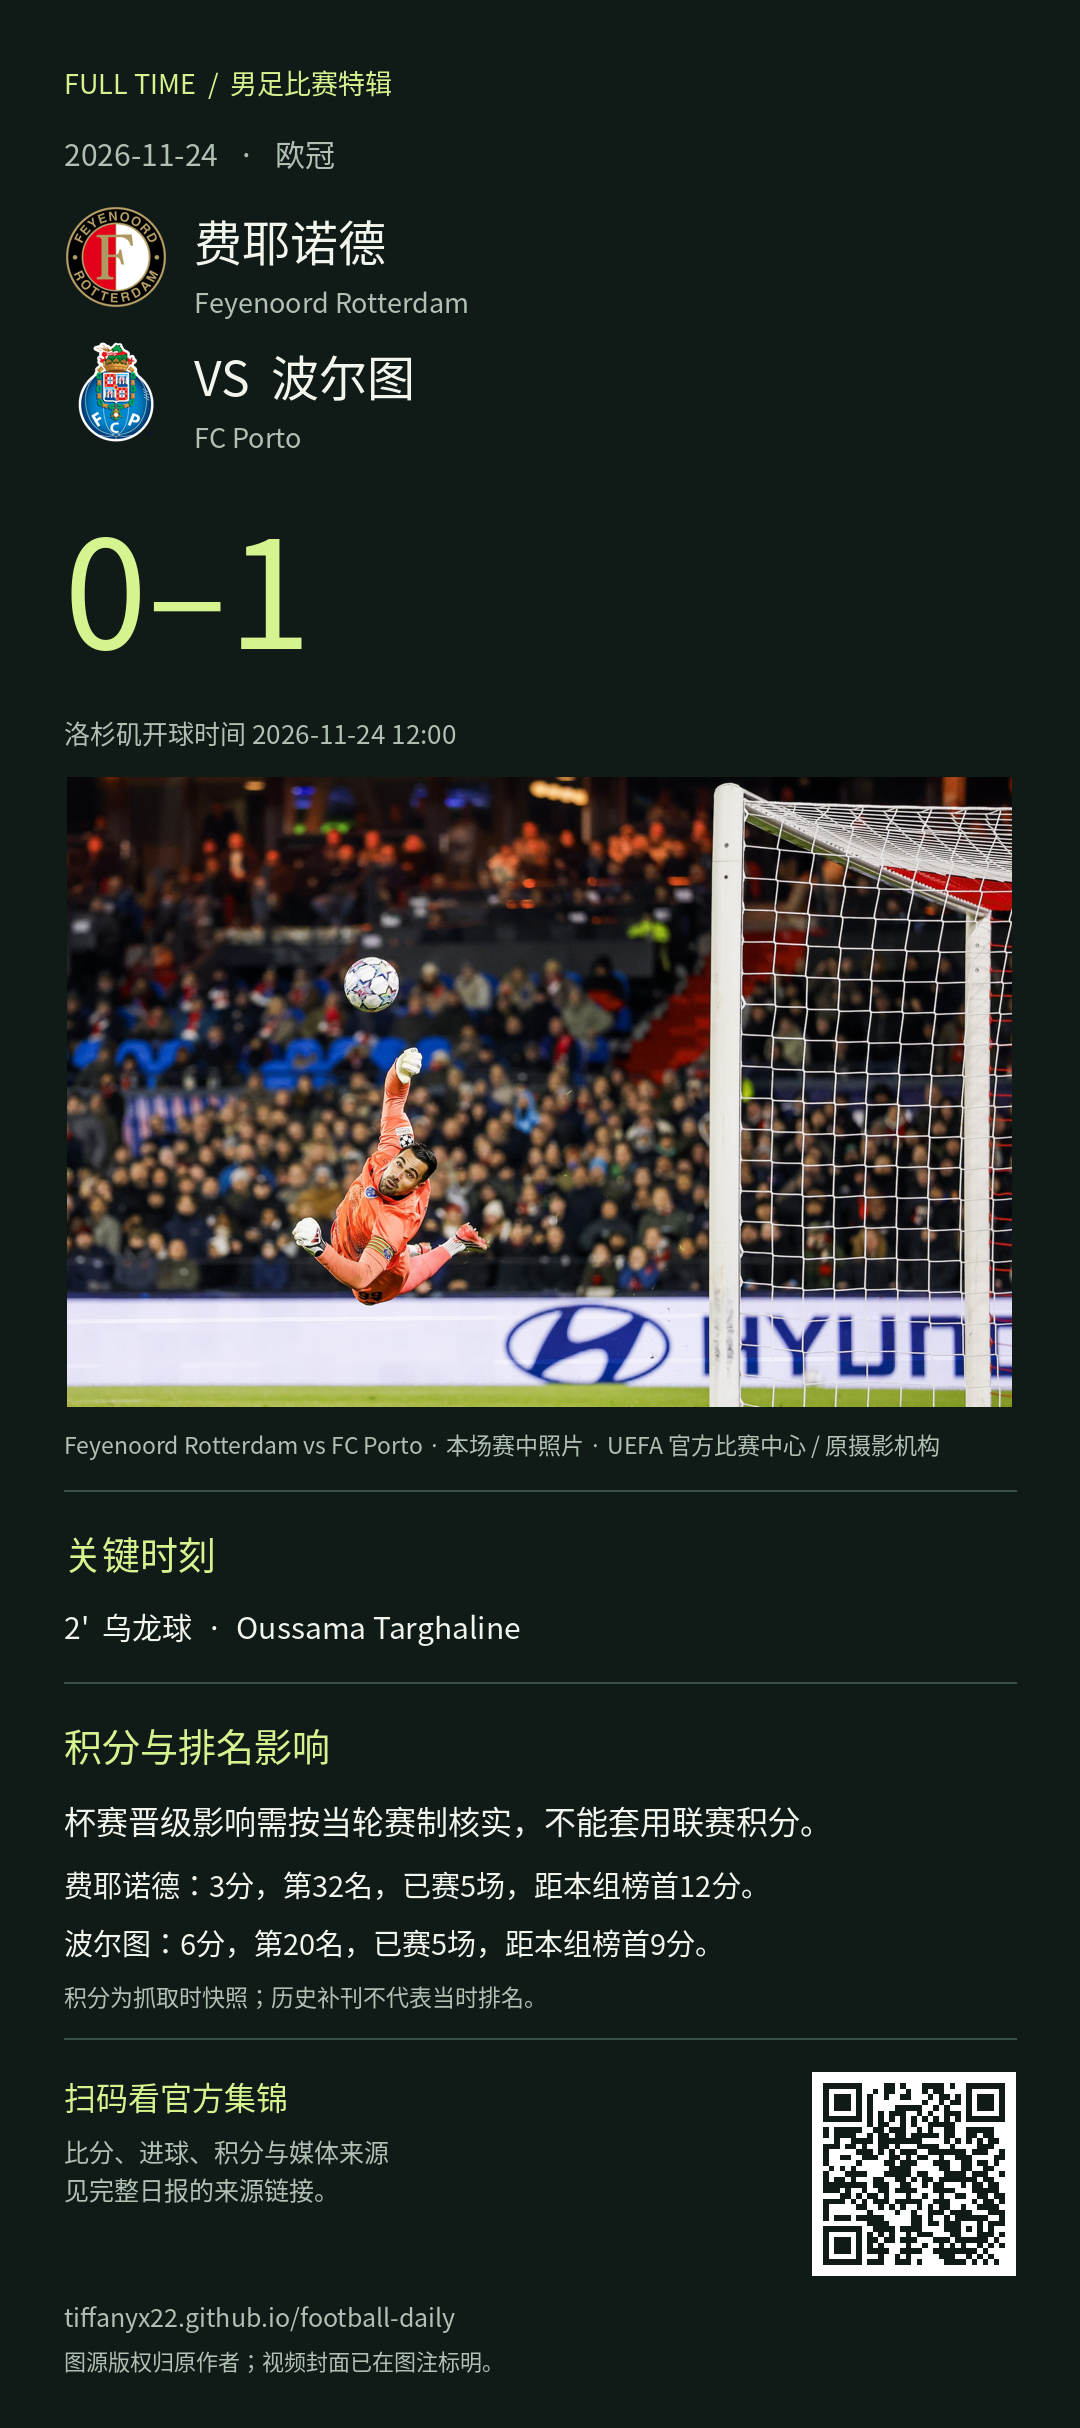 FULL TIME / 男足比赛特辑
2026-11-24 · 欧冠
FEYENOORD
F
ROTTERDAM
费耶诺德
Feyenoord Rotterdam
FCP
VS 波尔图
FC Porto
0–1
洛杉矶开球时间 2026-11-24 12:00
99
HYUND
Feyenoord Rotterdam vs FC Porto · 本场赛中照片 · UEFA 官方比赛中心 / 原摄影机构
关键时刻
2' 乌龙球 · Oussama Targhaline
积分与排名影响
杯赛晋级影响需按当轮赛制核实，不能套用联赛积分。
费耶诺德：3分，第32名，已赛5场，距本组榜首12分。
波尔图：6分，第20名，已赛5场，距本组榜首9分。
积分为抓取时快照；历史补刊不代表当时排名。
扫码看官方集锦
比分、进球、积分与媒体来源
见完整日报的来源链接。
tiffanyx22.github.io/football-daily
图源版权归原作者；视频封面已在图注标明。